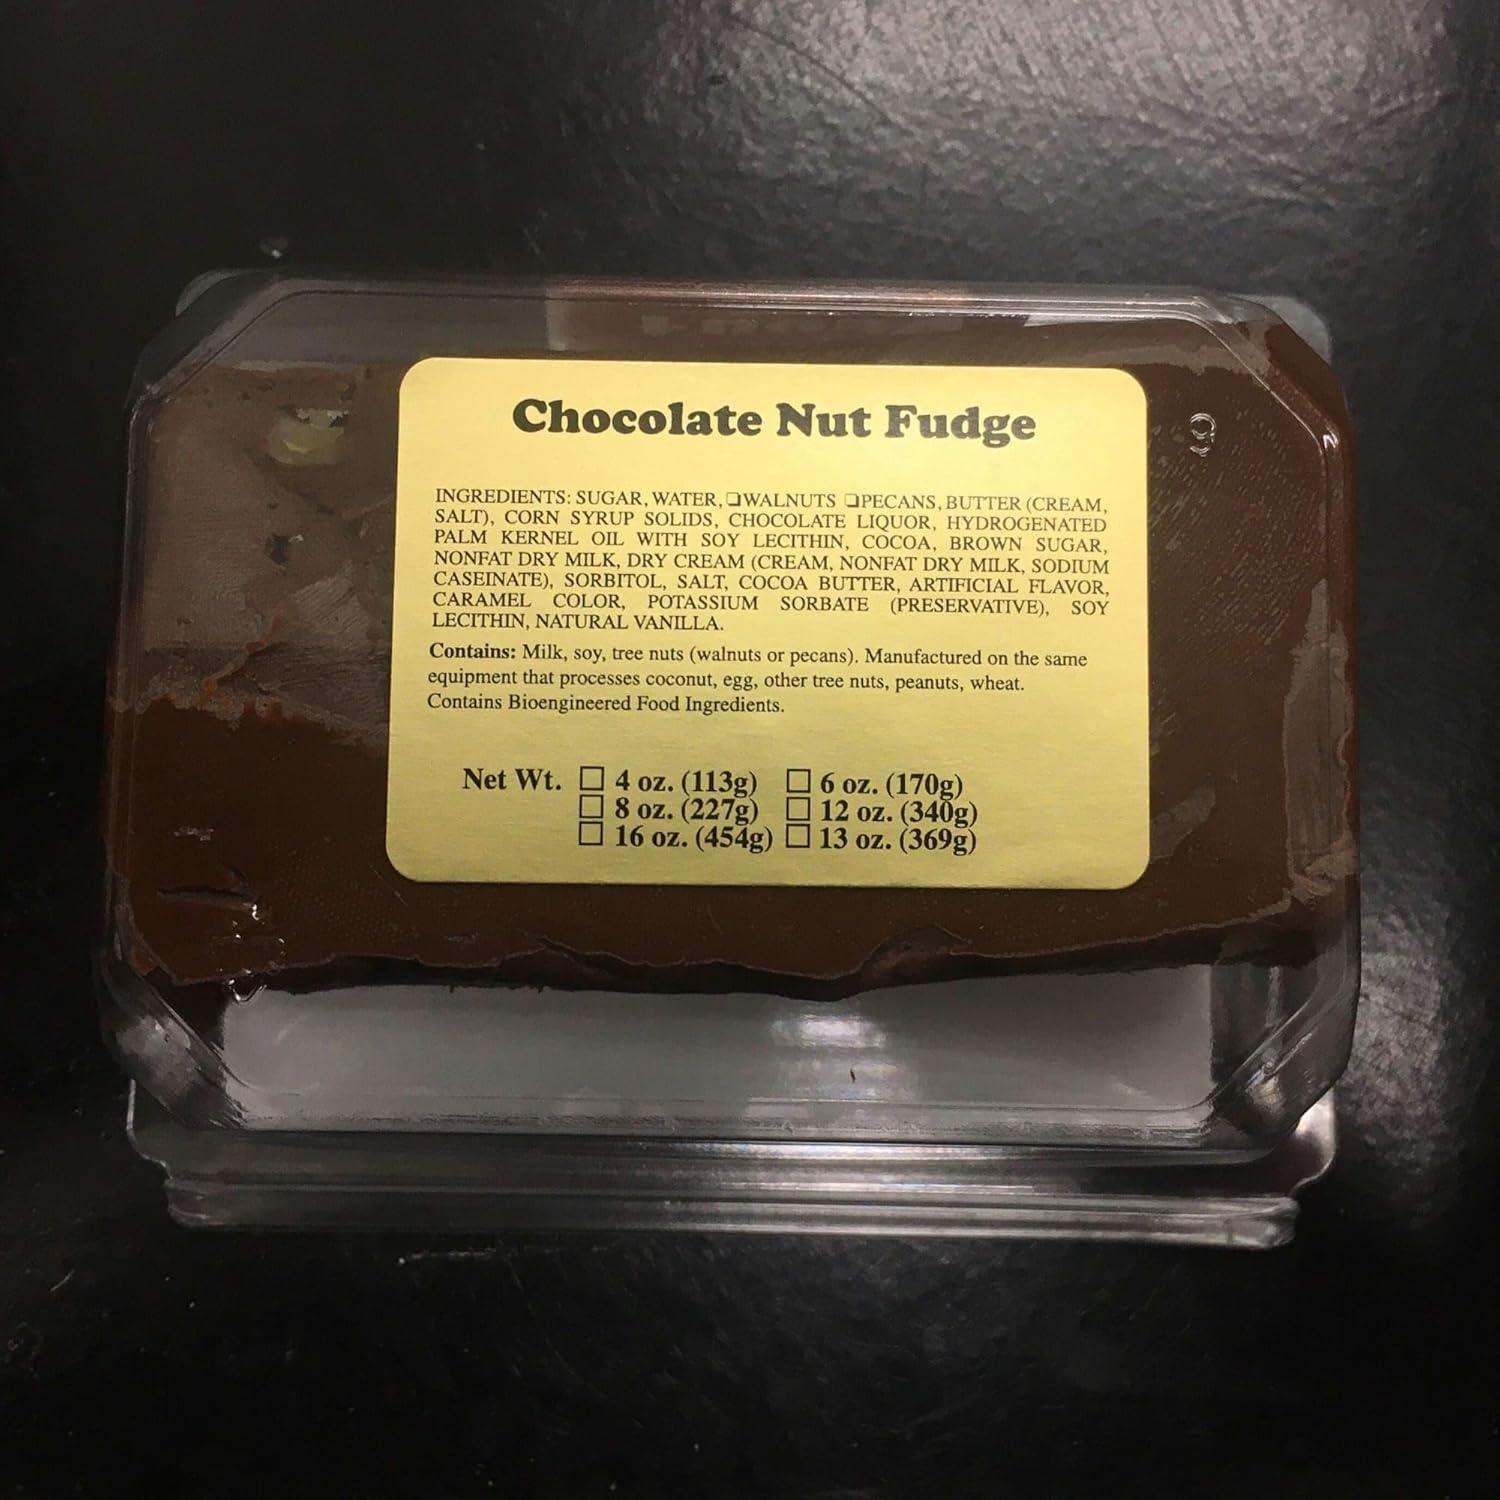 Chocolate Nut Fudge
INGREDIENTS: SUGAR, WATER, ❑WALNUTS ❑PECANS, BUTTER (CREAM,
SALT), CORN SYRUP SOLIDS, CHOCOLATE LIQUOR, HYDROGENATED
PALM KERNEL OIL WITH SOY LECITHIN, COCOA, BROWN SUGAR,
NONFAT DRY MILK, DRY CREAM (CREAM, NONFAT DRY MILK, SODIUM
CASEINATE), SORBITOL, SALT, COCOA BUTTER, ARTIFICIAL FLAVOR,
CARAMEL COLOR, POTASSIUM SORBATE (PRESERVATIVE), SOY
LECITHIN, NATURAL VANILLA.
Contains: Milk, soy, tree nuts (walnuts or pecans). Manufactured on the same
equipment that processes coconut, egg, other tree nuts, peanuts, wheat.
Contains Bioengineered Food Ingredients.
Net Wt. ☐ 4 oz. (113g) ☐ 6 oz. (170g)
☐ 8 oz. (227g) ☐ 12 oz. (340g)
☐ 16 oz. (454g) ☐ 13 oz. (369g)